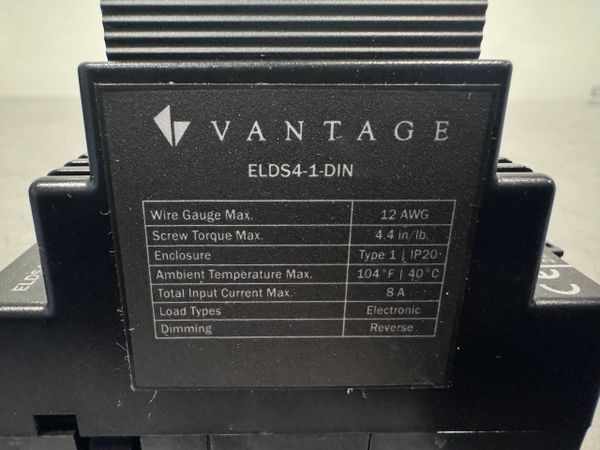 VANTAGE
ELDS4-1-DIN
Wire Gauge Max. 12 AWG
Screw Torque Max. 4.4 in/lb.
Enclosure Type 1 | IP20
Ambient Temperature Max. 104°F | 40°C
Total Input Current Max. 8 A
Load Types Electronic
Dimming Reverse